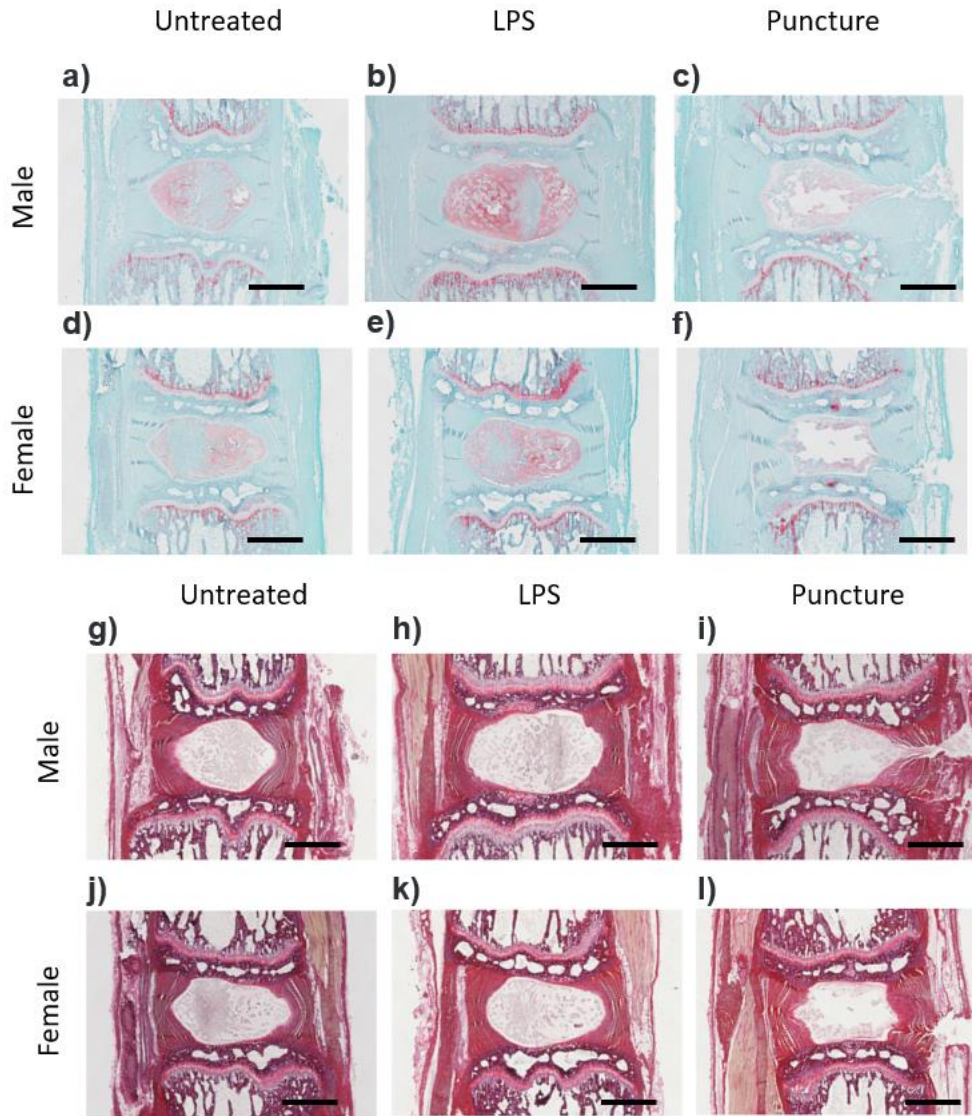 Untreated LPS Puncture
a) b) c)
Male
d) e) f)
Female
Untreated LPS Puncture
g) h) i)
Male
j) k) l)
Female